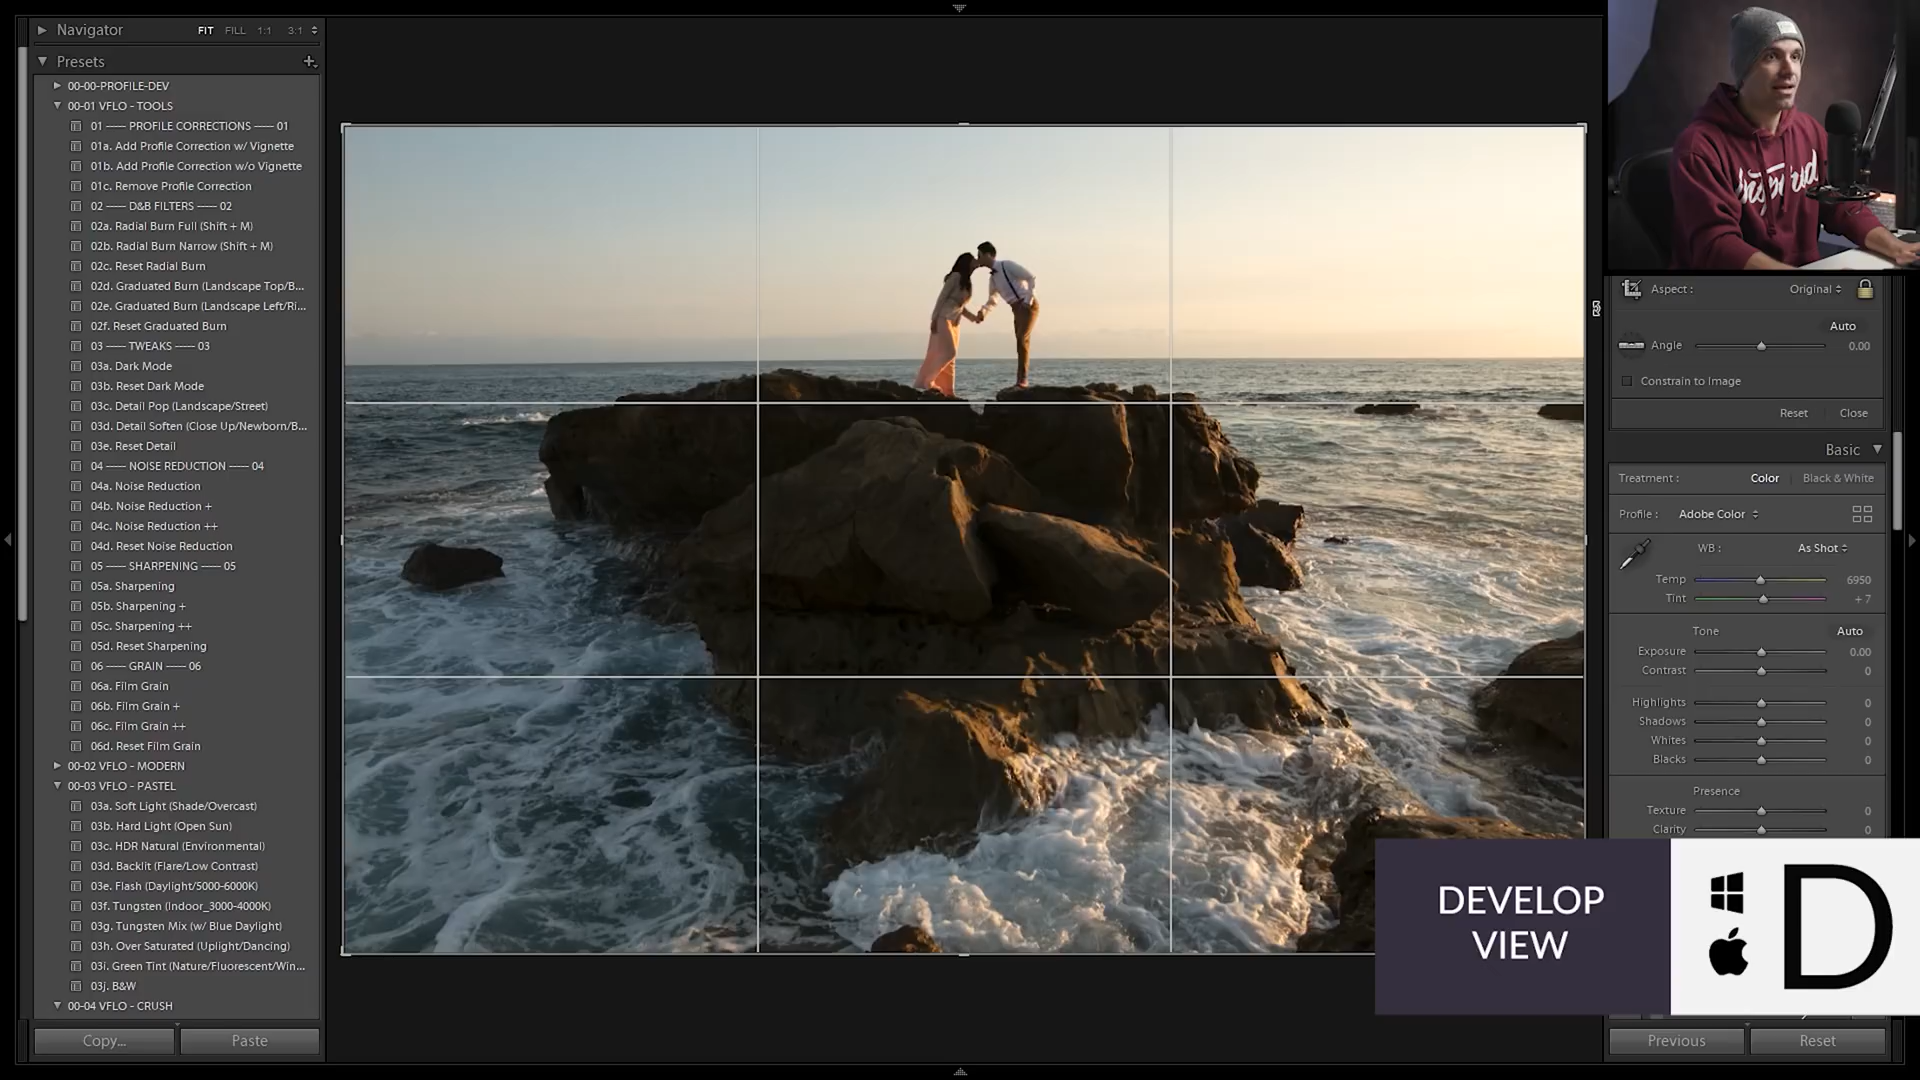 Navigator
FIT FILL 1:1 3:1
Presets
00-00-PROFILE-DEV
00-01 VFLO - TOOLS
01 —— PROFILE CORRECTIONS —— 01
01a. Add Profile Correction w/ Vignette
01b. Add Profile Correction w/o Vignette
01c. Remove Profile Correction
02 —— D&B FILTERS —— 02
02a. Radial Burn Full (Shift + M)
02b. Radial Burn Narrow (Shift + M)
02c. Reset Radial Burn
02d. Graduated Burn (Landscape Top/B...
02e. Graduated Burn (Landscape Left/Ri...
02f. Reset Graduated Burn
03 —— TWEAKS —— 03
03a. Dark Mode
03b. Reset Dark Mode
03c. Detail Pop (Landscape/Street)
03d. Detail Soften (Close Up/Newborn/B...
03e. Reset Detail
04 —— NOISE REDUCTION —— 04
04a. Noise Reduction
04b. Noise Reduction +
04c. Noise Reduction ++
04d. Reset Noise Reduction
05 —— SHARPENING —— 05
05a. Sharpening
05b. Sharpening +
05c. Sharpening ++
05d. Reset Sharpening
06 —— GRAIN —— 06
06a. Film Grain
06b. Film Grain +
06c. Film Grain ++
06d. Reset Film Grain
00-02 VFLO - MODERN
00-03 VFLO - PASTEL
03a. Soft Light (Shade/Overcast)
03b. Hard Light (Open Sun)
03c. HDR Natural (Environmental)
03d. Backlit (Flare/Low Contrast)
03e. Flash (Daylight/5000-6000K)
03f. Tungsten (Indoor_3000-4000K)
03g. Tungsten Mix (w/ Blue Daylight)
03h. Over Saturated (Uplight/Dancing)
03i. Green Tint (Nature/Fluorescent/Win...
03j. B&W
00-04 VFLO - CRUSH
Copy... Paste
Aspect : Original
Auto
Angle 0.00
Constrain to Image
Reset Close
Basic
Treatment : Color Black & White
Profile : Adobe Color
WB : As Shot
Temp 6950
Tint + 7
Tone Auto
Exposure 0.00
Contrast 0
Highlights 0
Shadows 0
Whites 0
Blacks 0
Presence
Texture 0
Clarity 0
DEVELOP
VIEW
D
Previous Reset